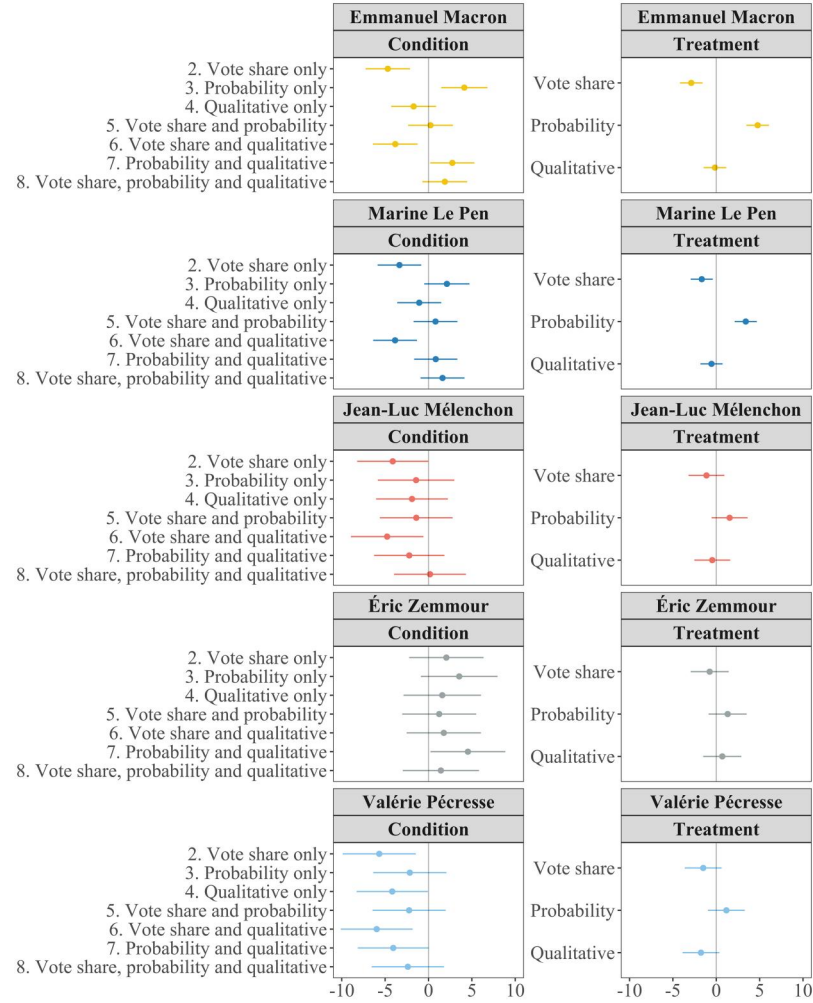 Emmanuel Macron
Condition
2. Vote share only
3. Probability only
4. Qualitative only
5. Vote share and probability
6. Vote share and qualitative
7. Probability and qualitative
8. Vote share, probability and qualitative
Emmanuel Macron
Treatment
Vote share
Probability
Qualitative
Marine Le Pen
Condition
2. Vote share only
3. Probability only
4. Qualitative only
5. Vote share and probability
6. Vote share and qualitative
7. Probability and qualitative
8. Vote share, probability and qualitative
Marine Le Pen
Treatment
Vote share
Probability
Qualitative
Jean-Luc Mélenchon
Condition
2. Vote share only
3. Probability only
4. Qualitative only
5. Vote share and probability
6. Vote share and qualitative
7. Probability and qualitative
8. Vote share, probability and qualitative
Jean-Luc Mélenchon
Treatment
Vote share
Probability
Qualitative
Éric Zemmour
Condition
2. Vote share only
3. Probability only
4. Qualitative only
5. Vote share and probability
6. Vote share and qualitative
7. Probability and qualitative
8. Vote share, probability and qualitative
Éric Zemmour
Treatment
Vote share
Probability
Qualitative
Valérie Pécresse
Condition
2. Vote share only
3. Probability only
4. Qualitative only
5. Vote share and probability
6. Vote share and qualitative
7. Probability and qualitative
8. Vote share, probability and qualitative
-10 -5 0 5 10
Valérie Pécresse
Treatment
Vote share
Probability
Qualitative
-10 -5 0 5 10